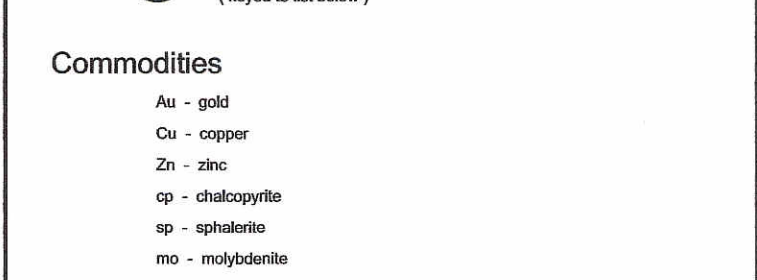 Commodities
Au - gold
Cu - copper
Zn - zinc
cp - chalcopyrite
sp - sphalerite
mo - molybdenite